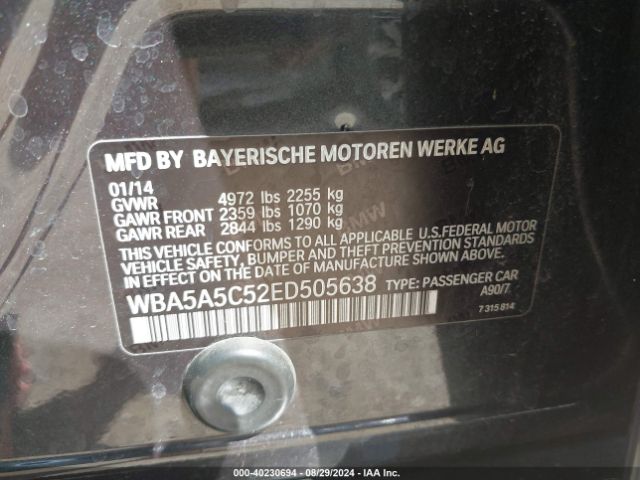 MFD BY BAYERISCHE MOTOREN WERKE AG
01/14
GVWR 4972 lbs 2255 kg
GAWR FRONT 2359 lbs 1070 kg
GAWR REAR 2844 lbs 1290 kg
THIS VEHICLE CONFORMS TO ALL APPLICABLE U.S.FEDERAL MOTOR
VEHICLE SAFETY, BUMPER, AND THEFT PREVENTION STANDARDS
IN EFFECT ON THE DATE OF MANUFACTURE SHOWN ABOVE.
WBA5A5C52ED505638 TYPE: PASSENGER CAR
A90/7
7 315 814
000-40230694 - 08/29/2024 - IAA Inc.